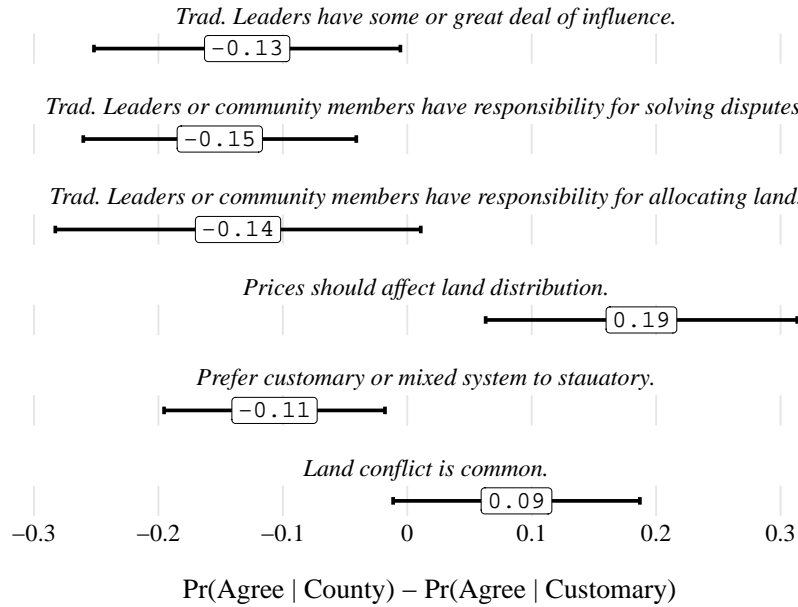 Trad. Leaders have some or great deal of influence.
−0.13
Trad. Leaders or community members have responsibility for solving disputes
−0.15
Trad. Leaders or community members have responsibility for allocating land.
−0.14
Prices should affect land distribution.
0.19
Prefer customary or mixed system to stauatory.
−0.11
Land conflict is common.
0.09
−0.3 −0.2 −0.1 0 0.1 0.2 0.3
Pr(Agree | County) − Pr(Agree | Customary)